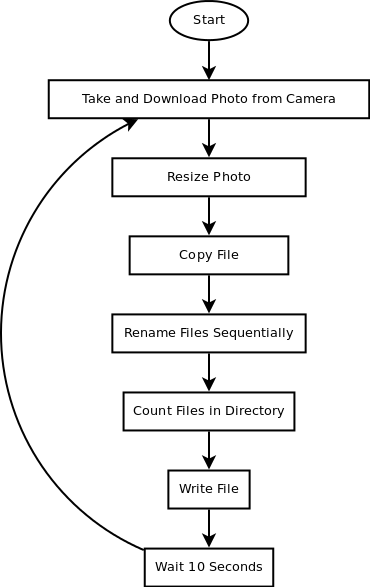 Start
Take and Download Photo from Camera
Resize Photo
Copy File
Rename Files Sequentially
Count Files in Directory
Write File
Wait 10 Seconds